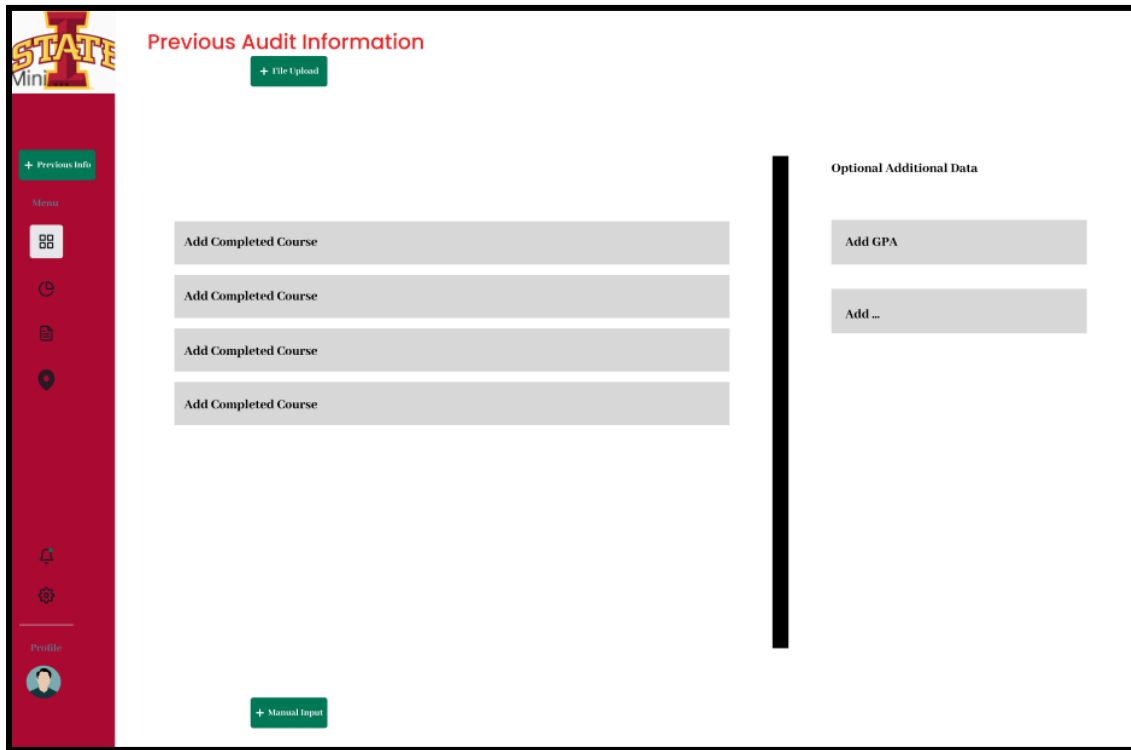 STATE
Mini...
Previous Audit Information
+ File Upload
+ Previous Info
Menu
Optional Additional Data
Add Completed Course
Add GPA
Add Completed Course
Add ...
Add Completed Course
Add Completed Course
Profile
+ Manual Input